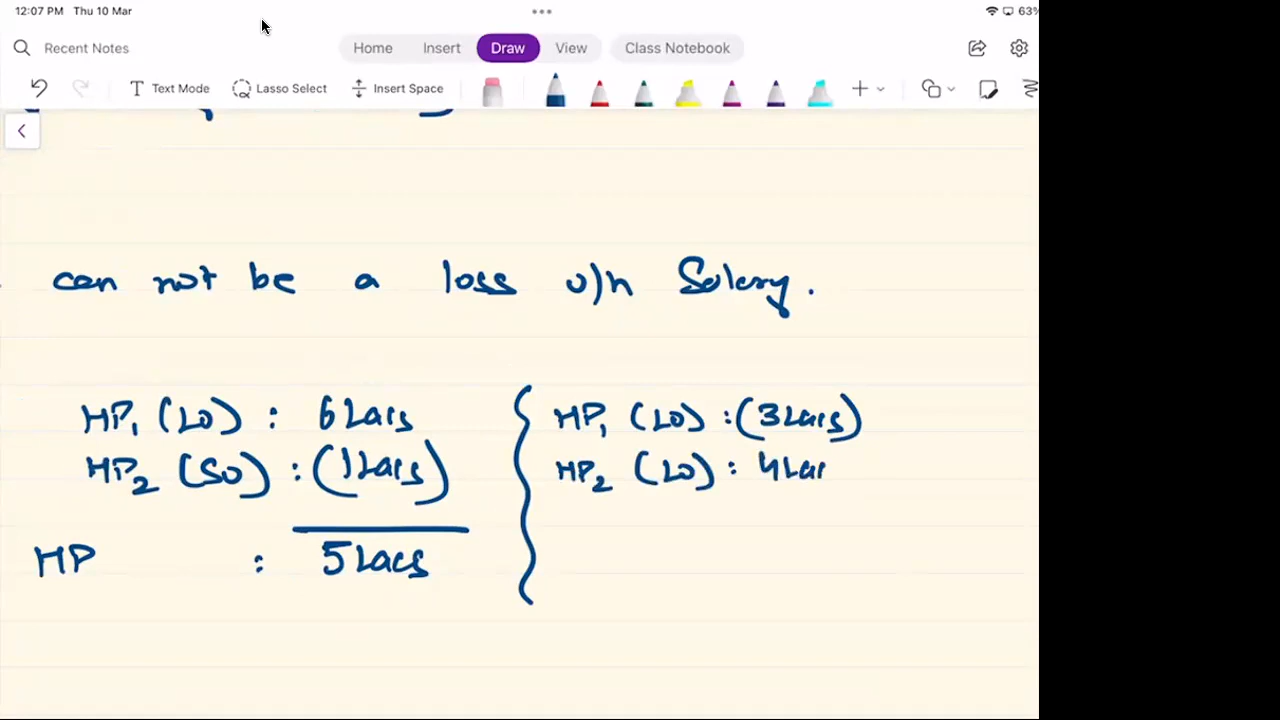 12:07 PM Thu 10 Mar
63%
Recent Notes
Home Insert Draw View Class Notebook
Text Mode Lasso Select Insert Space
can not be a loss u/h Salary.
HP1 (LO) : 6 Lacs
HP2 (SO) : (1 Lacs)
HP : 5 Lacs
HP1 (LO) : (3 Lacs)
HP2 (LO) : 4 Lac